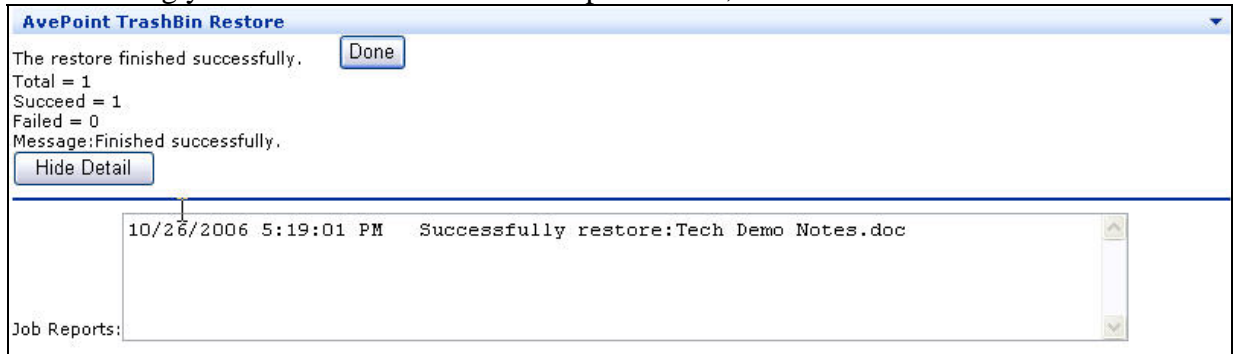 AvePoint TrashBin Restore
The restore finished successfully. Done
Total = 1
Succeed = 1
Failed = 0
Message:Finished successfully.
Hide Detail
10/26/2006 5:19:01 PM Successfully restore:Tech Demo Notes.doc
Job Reports: